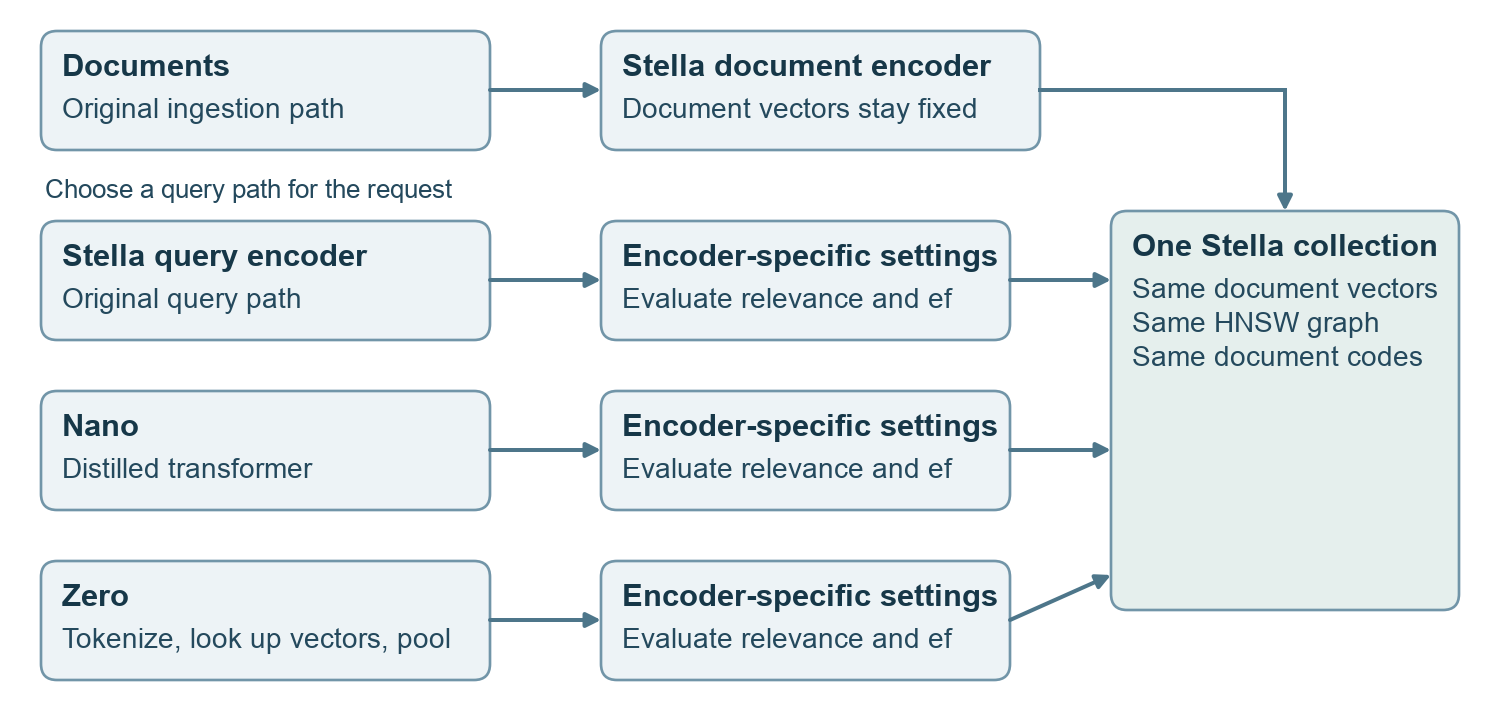 Documents
Original ingestion path
Stella document encoder
Document vectors stay fixed
Choose a query path for the request
Stella query encoder
Original query path
Encoder-specific settings
Evaluate relevance and ef
One Stella collection
Same document vectors
Same HNSW graph
Same document codes
Nano
Distilled transformer
Encoder-specific settings
Evaluate relevance and ef
Zero
Tokenize, look up vectors, pool
Encoder-specific settings
Evaluate relevance and ef